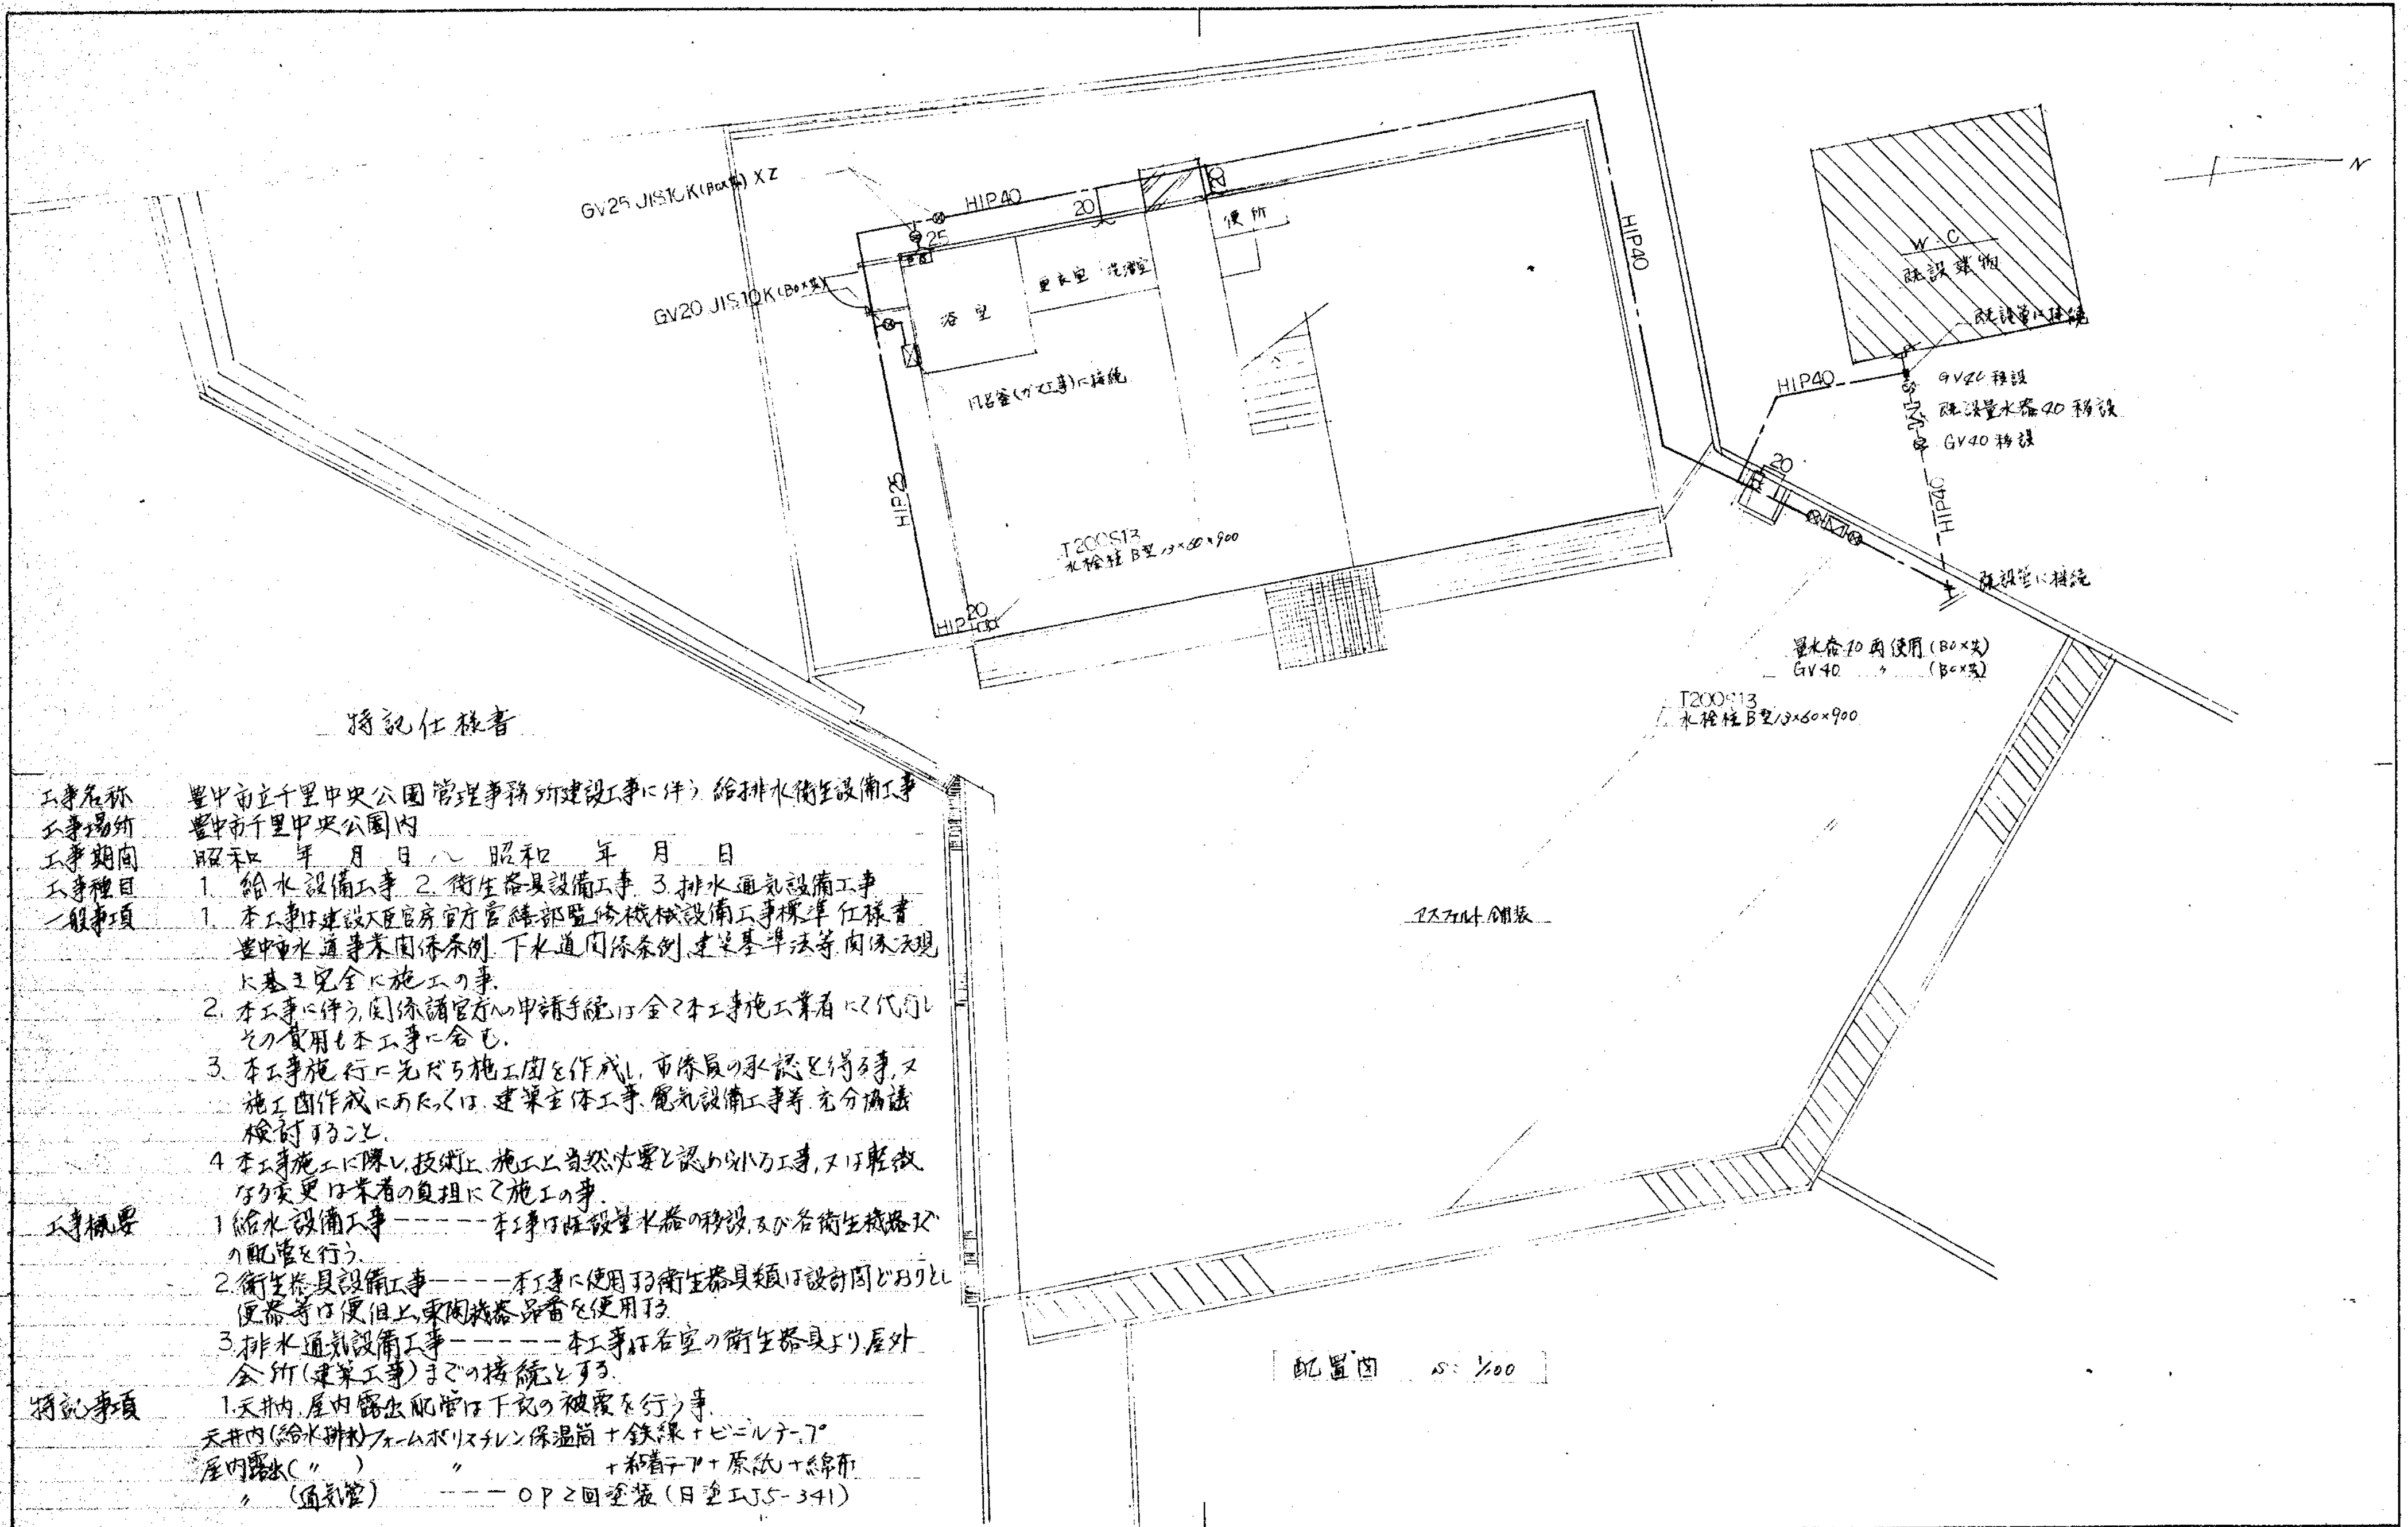 GV25 JIS10K(BOX共)X2
HIP40
20
20
25
便所
GV20 JIS10K(BOX共)
浴室
更衣室・洗濯室
風呂釜(ガス工事)に接続
HIP25
T200S13
水栓柱B型13×60×900
HIP20
HIP40
W.C
既設建物
既設管に接続
HIP40
GV40移設
既設量水器40移設
GV40移設
20
M
M
HIP40
既設管に接続
量水器40再使用(BOX共)
GV40 〃 (BOX共)
T200S13
水栓柱B型13×60×900
アスファルト舗装
N
配置図 S:1/100
特記仕様書
工事名称 豊中市立千里中央公園管理事務所建設工事に伴う給排水衛生設備工事
工事場所 豊中市千里中央公園内
工事期間 昭和 年 月 日 〜 昭和 年 月 日
工事種目 1. 給水設備工事 2. 衛生器具設備工事 3. 排水通気設備工事
一般事項 1. 本工事は建設大臣官房官庁営繕部監修機械設備工事標準仕様書
豊中市水道事業関係条例,下水道関係条例,建築基準法等関係法規
に基き完全に施工の事.
2. 本工事に伴う,関係諸官庁への申請手続は全て本工事施工業者にて代行し
その費用も本工事に含む.
3. 本工事施行に先だち施工図を作成し,市係員の承認を得る事,又
施工図作成にあたっては,建築主体工事,電気設備工事等,充分協議
検討すること.
4 本工事施工に際し,技術上,施工上当然必要と認められる工事,又は軽微
なる変更は業者の負担にて施工の事.
工事概要 1 給水設備工事-----本工事は既設量水器の移設,及び各衛生機器まで
の配管を行う.
2.衛生器具設備工事----本工事に使用する衛生器具類は設計図どおりとし
便器等は便宜上,東陶機器品番を使用する
3.排水通気設備工事-----本工事は各室の衛生器具より,屋外
会所(建築工事)までの接続とする.
特記事項 1.天井内,屋内露出配管は下記の被覆を行う事.
天井内(給水排水)フォームポリスチレン保温筒+鉄線+ビニルテープ
屋内露出(〃) 〃 +粘着テープ+原紙+綿布
〃 (通気管) ---OP2回塗装(日塗工J5-341)